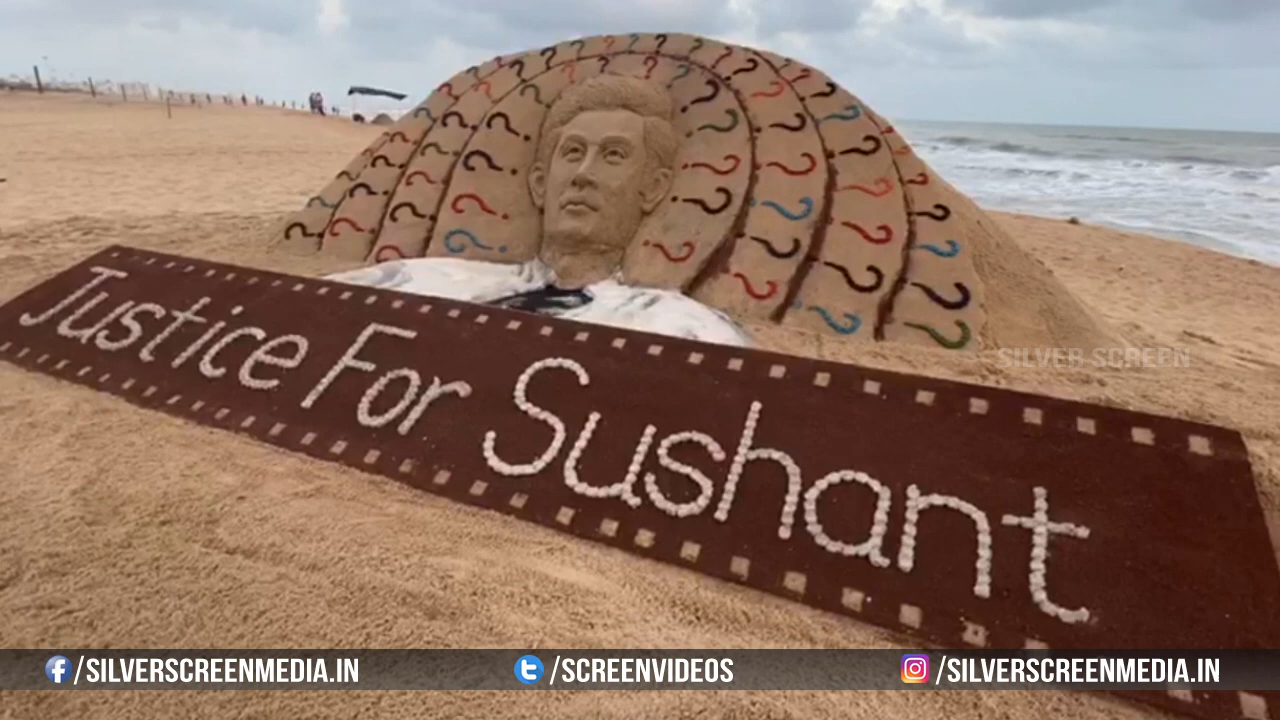 Justice For Sushant
SILVER SCREEN
/SILVERSCREENMEDIA.IN
/SCREENVIDEOS
/SILVERSCREENMEDIA.IN